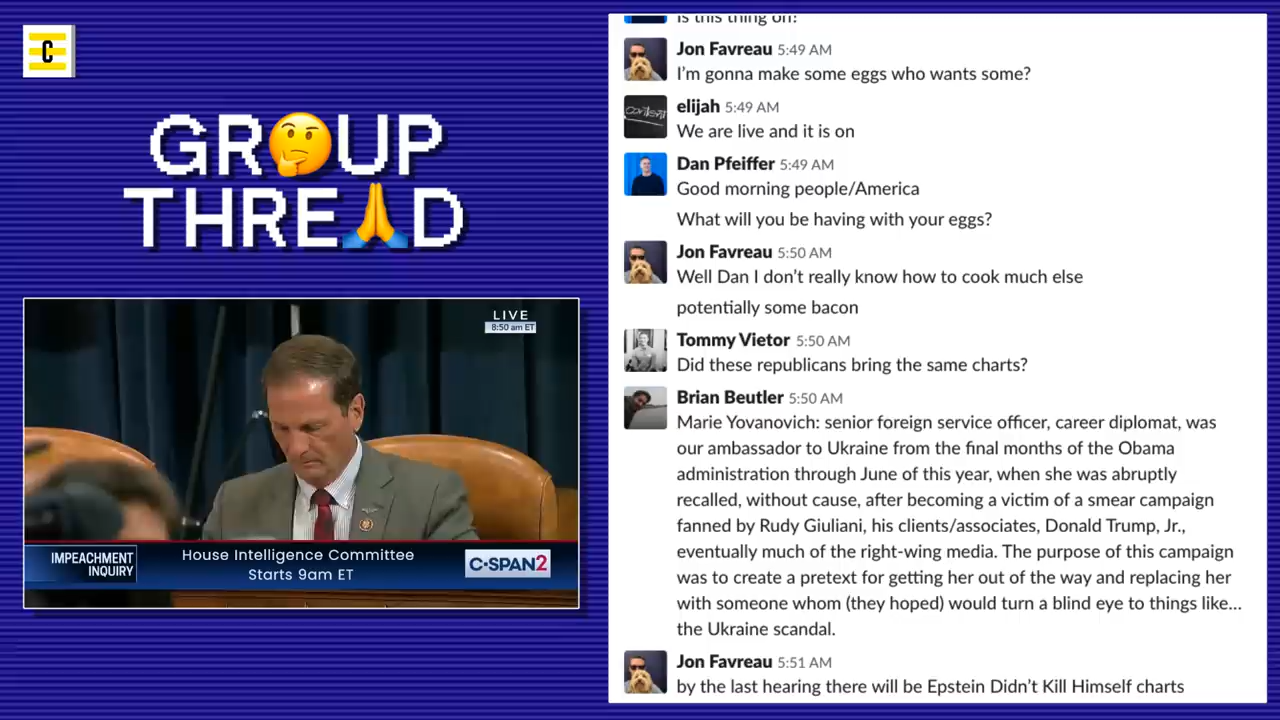 C
GR🤔UP
THRE🙏D
LIVE
8:50 am ET
IMPEACHMENT
INQUIRY
House Intelligence Committee
Starts 9am ET
C·SPAN2
Is this thing on?
Jon Favreau 5:49 AM
I'm gonna make some eggs who wants some?
content
elijah 5:49 AM
We are live and it is on
Dan Pfeiffer 5:49 AM
Good morning people/America
What will you be having with your eggs?
Jon Favreau 5:50 AM
Well Dan I don't really know how to cook much else
potentially some bacon
Tommy Vietor 5:50 AM
Did these republicans bring the same charts?
Brian Beutler 5:50 AM
Marie Yovanovich: senior foreign service officer, career diplomat, was
our ambassador to Ukraine from the final months of the Obama
administration through June of this year, when she was abruptly
recalled, without cause, after becoming a victim of a smear campaign
fanned by Rudy Giuliani, his clients/associates, Donald Trump, Jr.,
eventually much of the right-wing media. The purpose of this campaign
was to create a pretext for getting her out of the way and replacing her
with someone whom (they hoped) would turn a blind eye to things like...
the Ukraine scandal.
Jon Favreau 5:51 AM
by the last hearing there will be Epstein Didn't Kill Himself charts